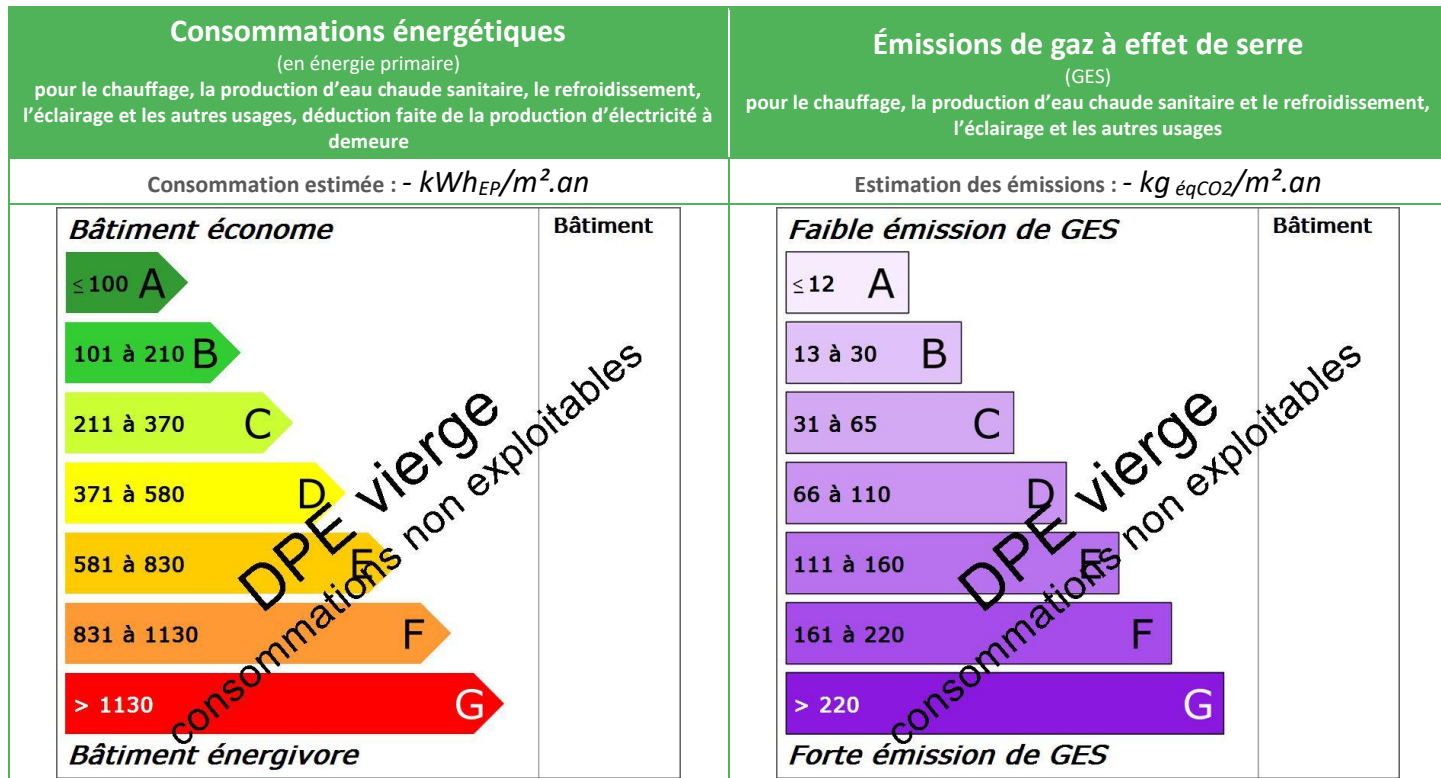 Consommations énergétiques
(en énergie primaire)
pour le chauffage, la production d’eau chaude sanitaire, le refroidissement,
l’éclairage et les autres usages, déduction faite de la production d’électricité à
demeure
Consommation estimée : - kWhEP/m².an
Bâtiment économe
Bâtiment
≤ 100 A
101 à 210 B
211 à 370 C
371 à 580 D
581 à 830 E
831 à 1130 F
> 1130 G
Bâtiment énergivore
DPE vierge
consommations non exploitables
Émissions de gaz à effet de serre
(GES)
pour le chauffage, la production d’eau chaude sanitaire et le refroidissement,
l’éclairage et les autres usages
Estimation des émissions : - kg éqCO2/m².an
Faible émission de GES
Bâtiment
≤ 12 A
13 à 30 B
31 à 65 C
66 à 110 D
111 à 160 E
161 à 220 F
> 220 G
Forte émission de GES
DPE vierge
consommations non exploitables